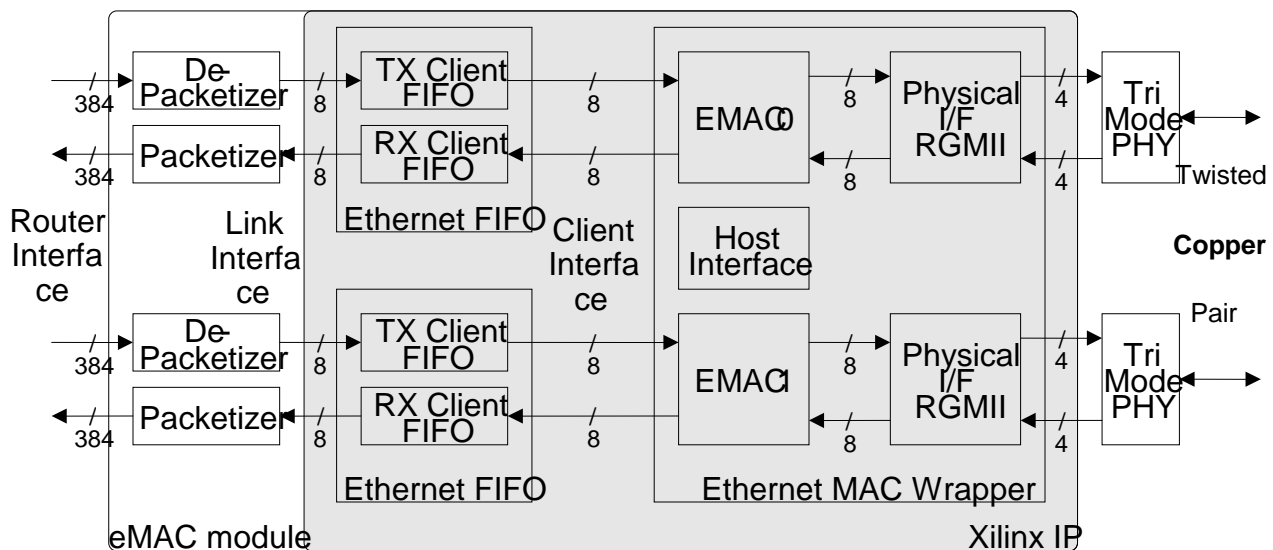 De-
Packetizer
TX Client
FIFO
EMAC0
Physical
I/F
RGMII
Tri
Mode
PHY
384
8
8
8
4
Packetizer
RX Client
FIFO
384
8
8
8
4
Twisted
Ethernet FIFO
Router
Interfa
ce
Link
Interfa
ce
Client
Interfa
ce
Host
Interface
Copper
De-
Packetizer
TX Client
FIFO
EMAC1
Physical
I/F
RGMII
Tri
Mode
PHY
Pair
384
8
8
8
4
Packetizer
RX Client
FIFO
384
8
8
8
4
Ethernet FIFO
Ethernet MAC Wrapper
eMAC module
Xilinx IP